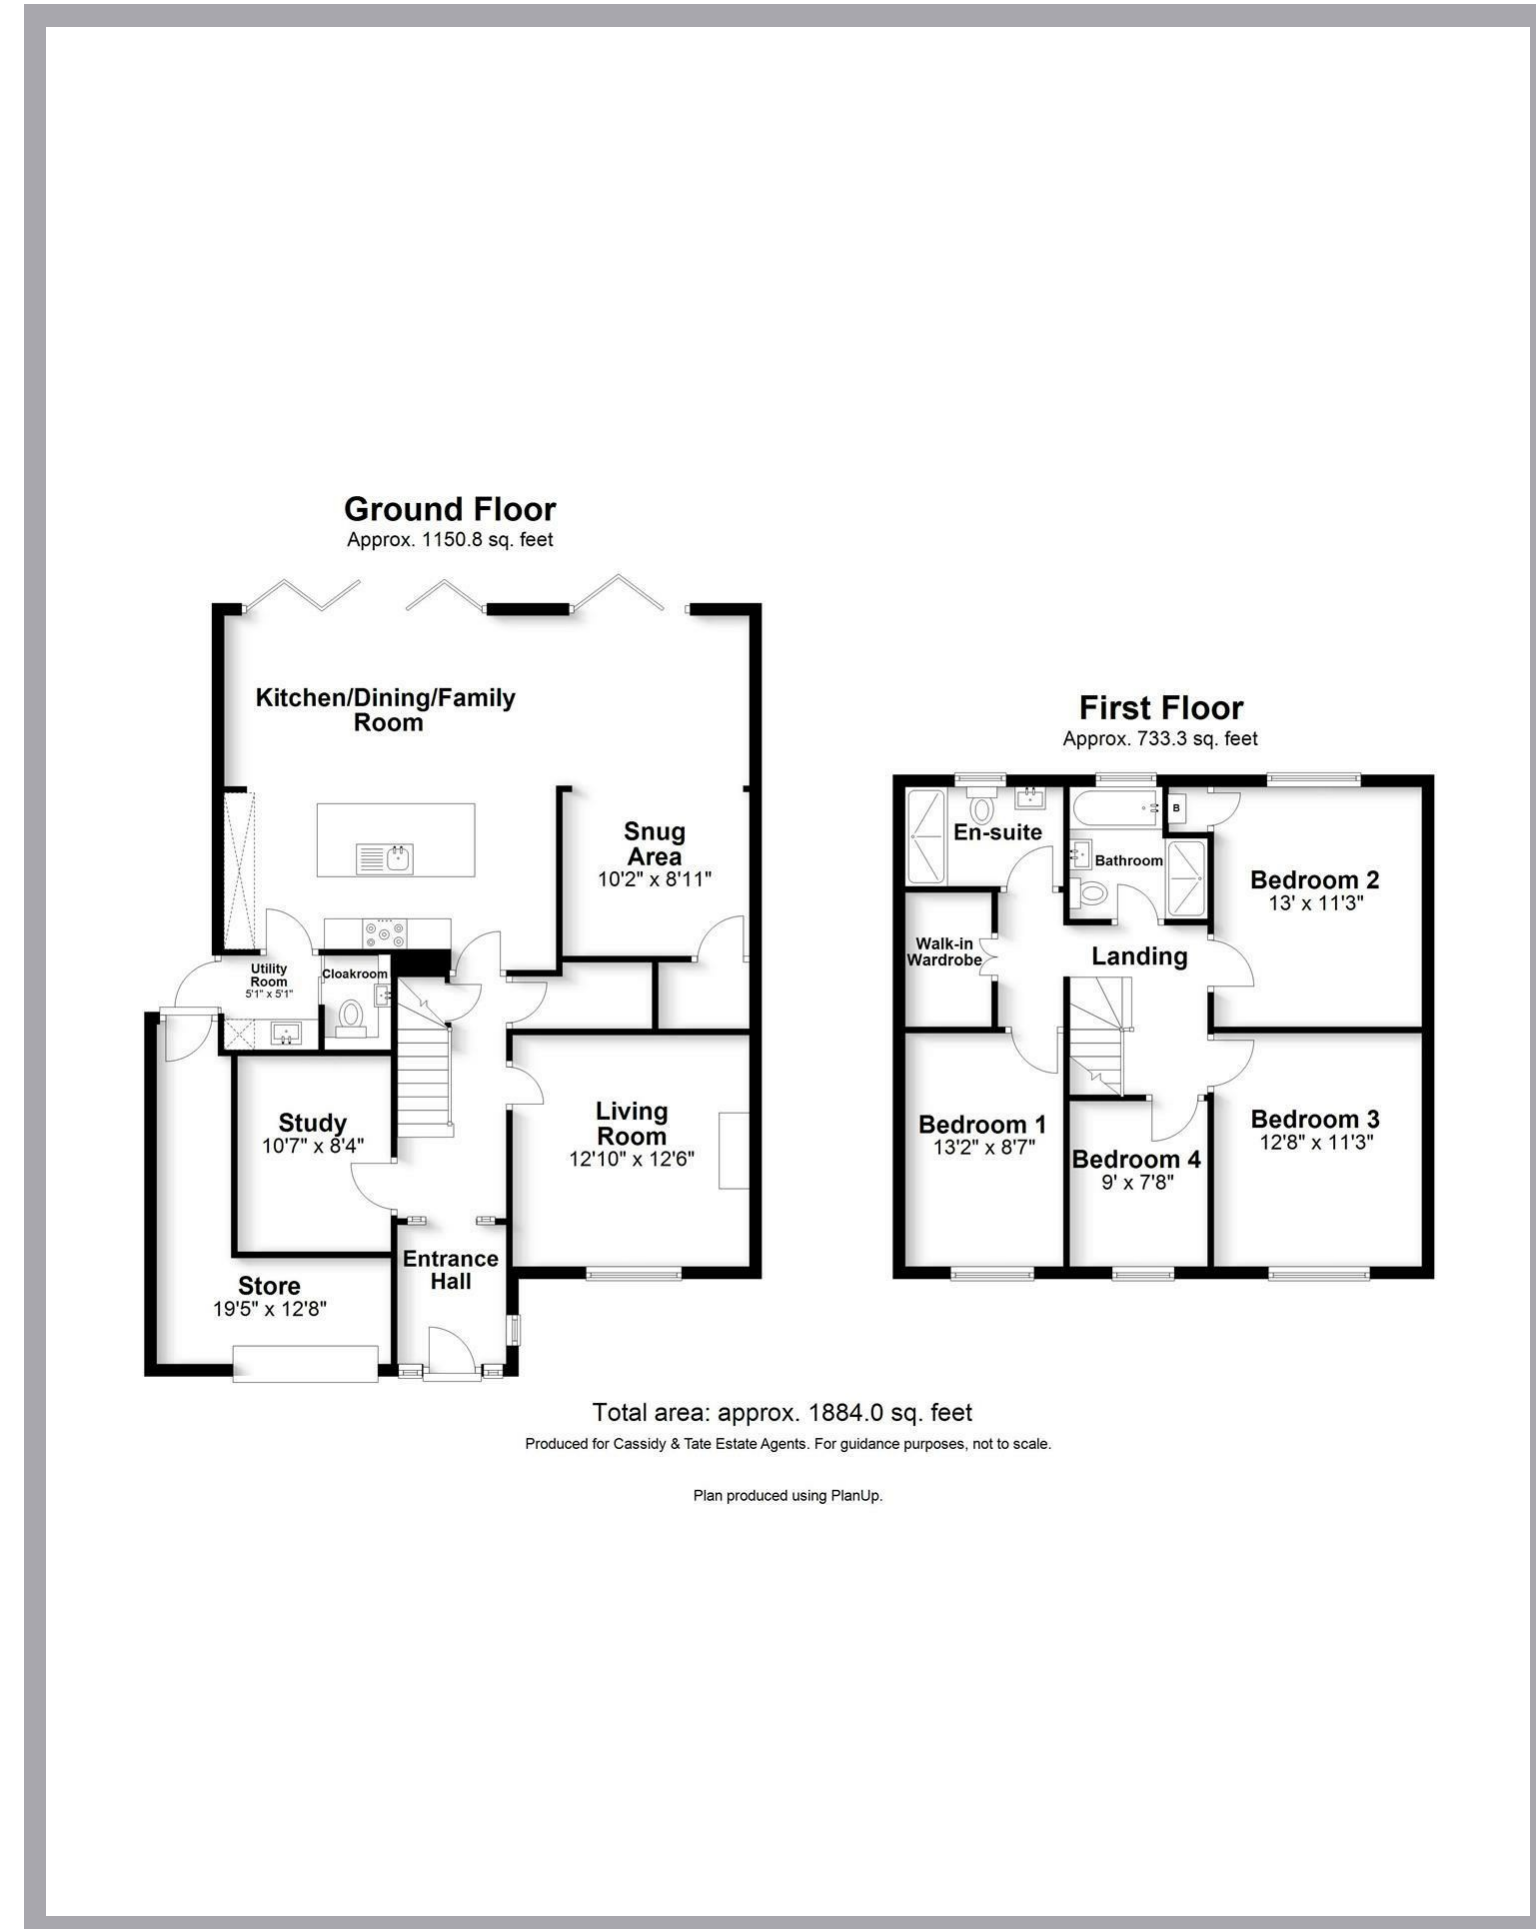 Ground Floor
Approx. 1150.8 sq. feet
Kitchen/Dining/Family
Room
Snug
Area
10'2" x 8'11"
Utility
Room
5'1" x 5'1"
Cloakroom
Study
10'7" x 8'4"
Living
Room
12'10" x 12'6"
Entrance
Hall
Store
19'5" x 12'8"
First Floor
Approx. 733.3 sq. feet
En-suite
B
Bathroom
Bedroom 2
13' x 11'3"
Walk-in
Wardrobe
Landing
Bedroom 1
13'2" x 8'7"
Bedroom 4
9' x 7'8"
Bedroom 3
12'8" x 11'3"
Total area: approx. 1884.0 sq. feet
Produced for Cassidy & Tate Estate Agents. For guidance purposes, not to scale.
Plan produced using PlanUp.